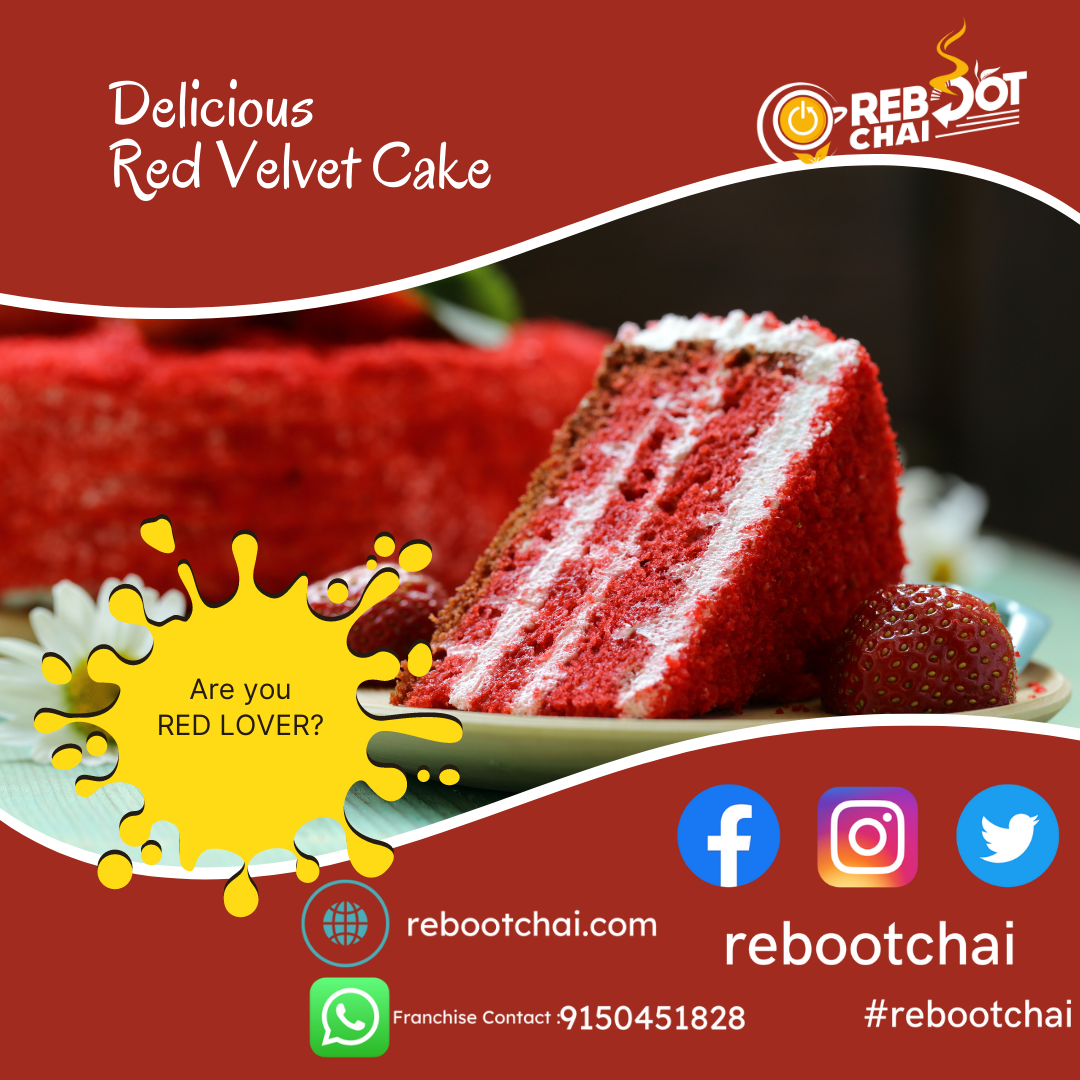 Delicious
Red Velvet Cake
REBOOT
CHAI
Are you
RED LOVER?
rebootchai.com
rebootchai
Franchise Contact :9150451828
#rebootchai